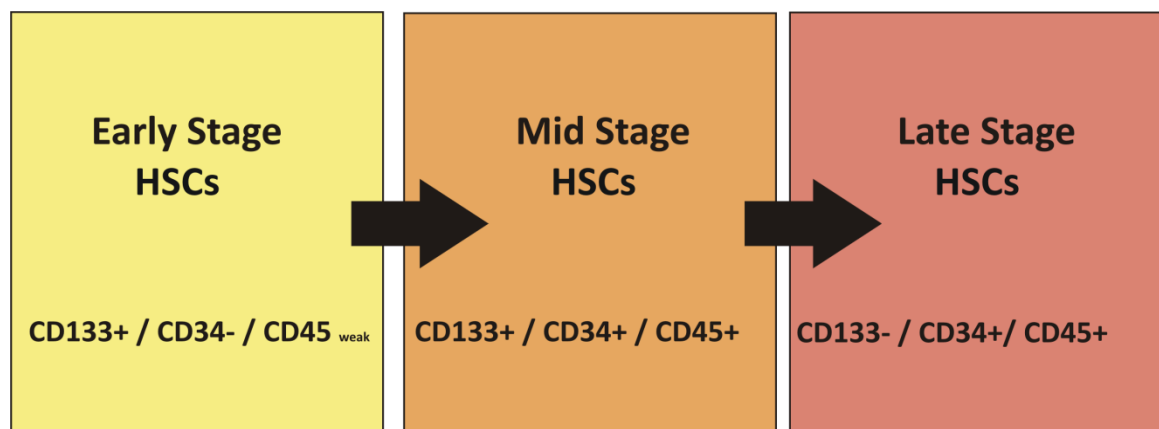 Early Stage
HSCs
CD133+ / CD34- / CD45 weak
Mid Stage
HSCs
CD133+ / CD34+ / CD45+
Late Stage
HSCs
CD133- / CD34+/ CD45+